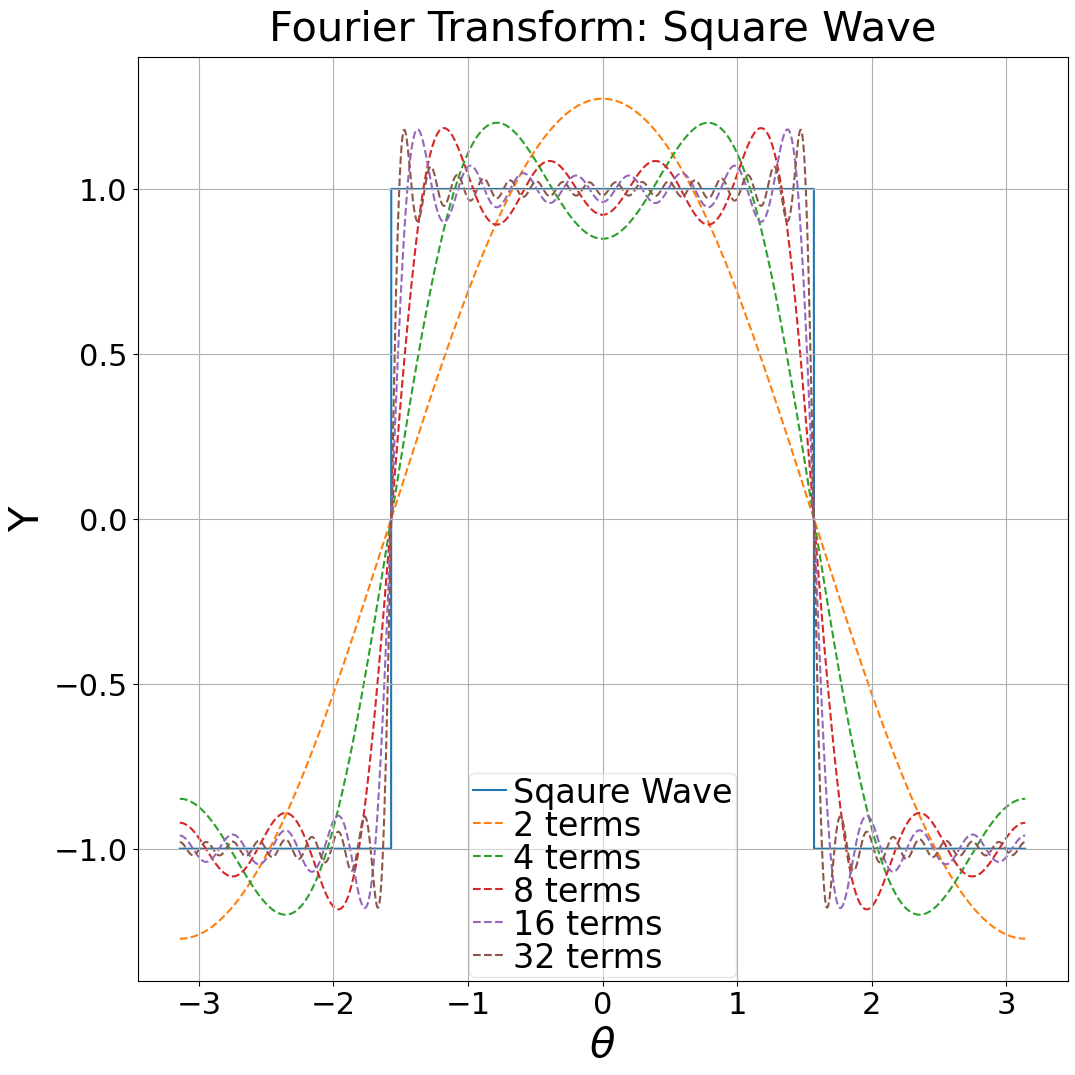 Fourier Transform: Square Wave
Y
1.0
0.5
0.0
−0.5
−1.0
Sqaure Wave
2 terms
4 terms
8 terms
16 terms
32 terms
−3 −2 −1 0 1 2 3
θ